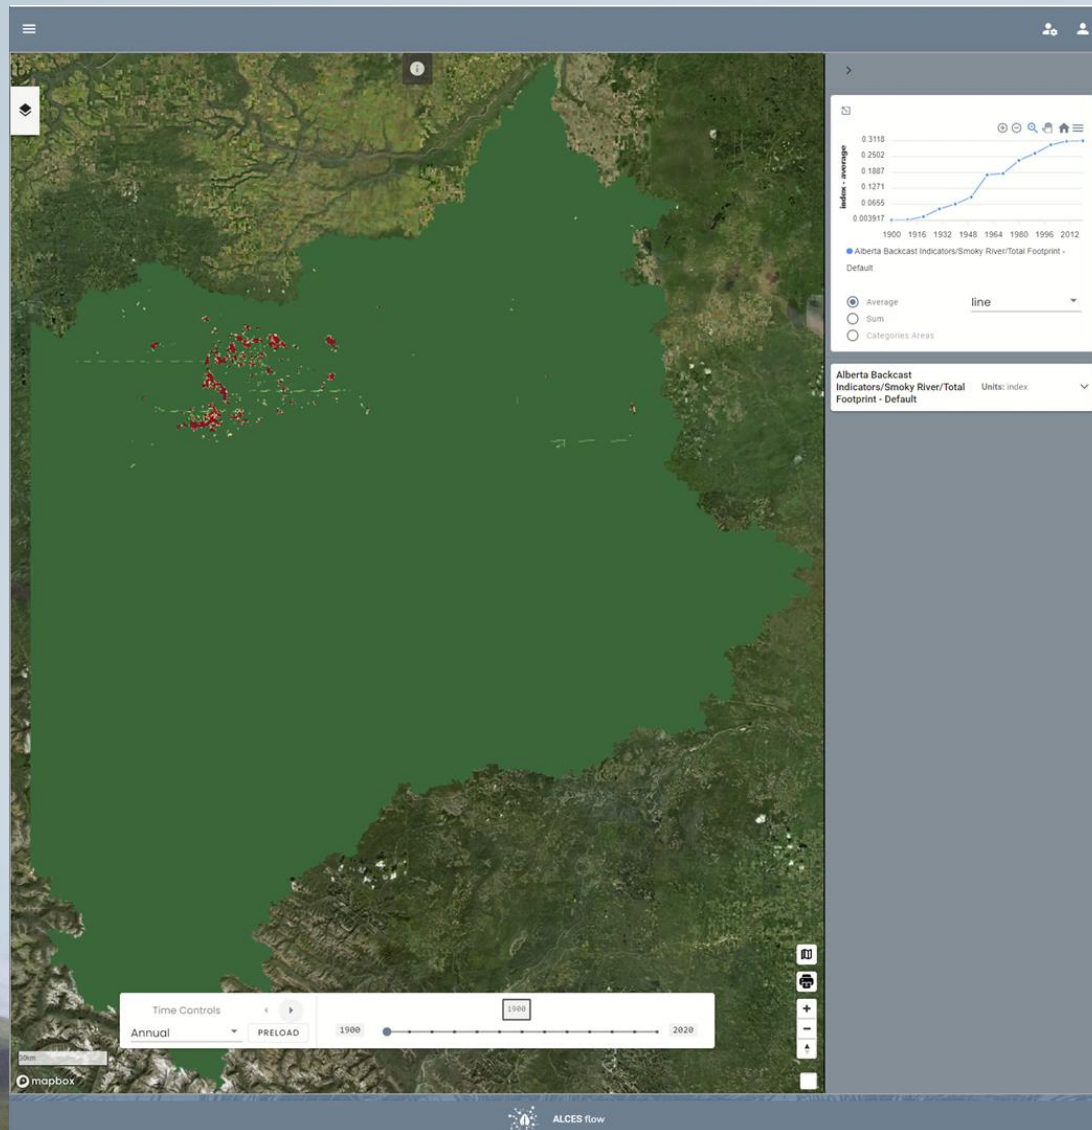 0.3118
0.2502
0.1887
0.1271
0.0655
0.003917
index - average
1900 1916 1932 1948 1964 1980 1996 2012
Alberta Backcast Indicators/Smoky River/Total Footprint -
Default
Average
line
Sum
Categories Areas
Alberta Backcast
Indicators/Smoky River/Total
Footprint - Default
Units: index
Time Controls
Annual
PRELOAD
1900
1900
2020
30km
mapbox
ALCES flow